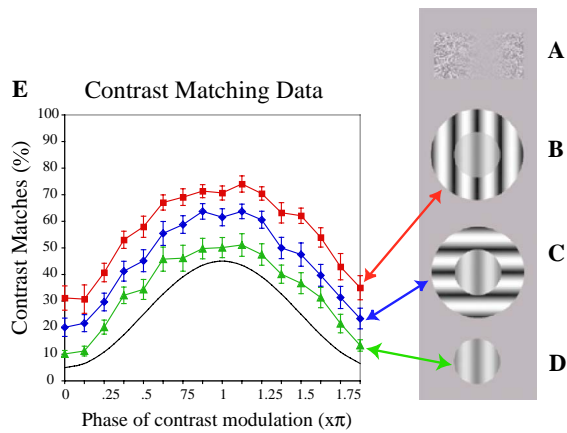 E Contrast Matching Data
Contrast Matches (%)
100
90
80
70
60
50
40
30
20
10
0
0 .25 .5 .75 1 1.25 1.5 1.75
Phase of contrast modulation (xπ)
A
B
C
D